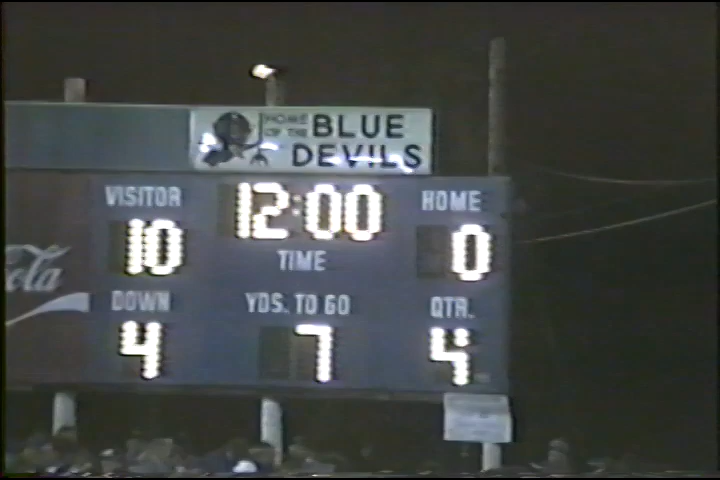 HOME
OF THE
BLUE
DEVILS
VISITOR
12:00
HOME
10
TIME
0
Cola
DOWN
YDS. TO GO
QTR.
4
7
4